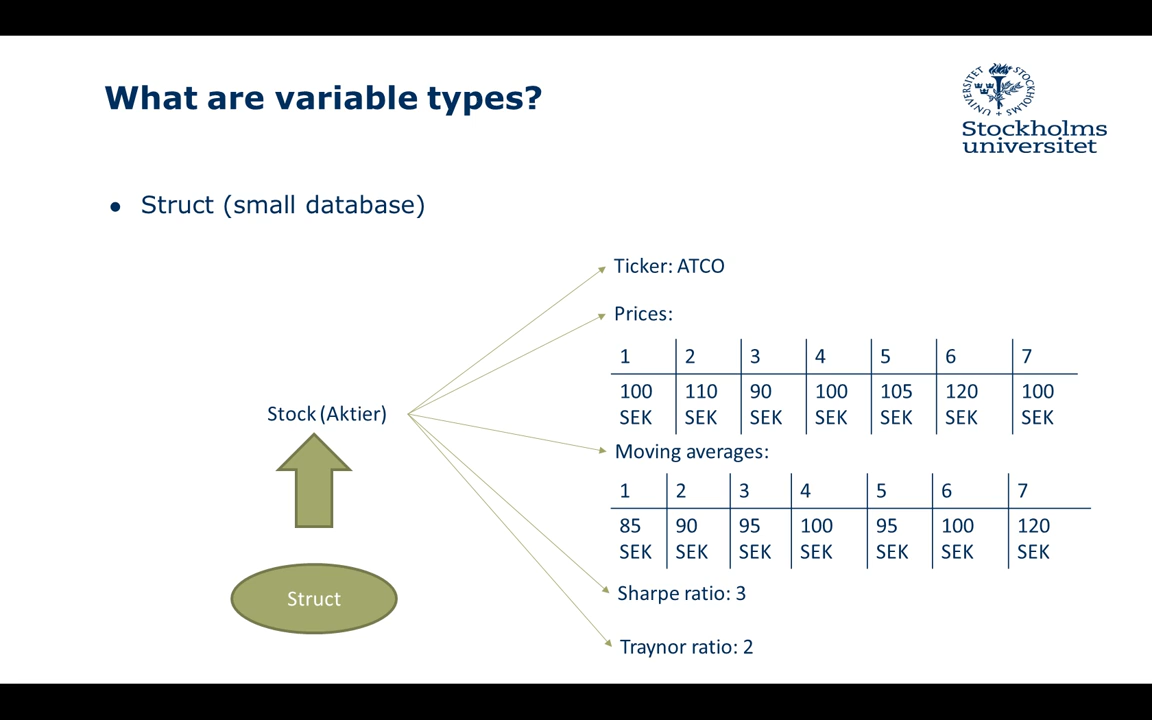 What are variable types?
STOCKHOLMS UNIVERSITET
Stockholms
universitet
● Struct (small database)
Ticker: ATCO
Prices:
1 2 3 4 5 6 7
100 110 90 100 105 120 100
SEK SEK SEK SEK SEK SEK SEK
Stock (Aktier)
Moving averages:
1 2 3 4 5 6 7
85 90 95 100 95 100 120
SEK SEK SEK SEK SEK SEK SEK
Struct
Sharpe ratio: 3
Traynor ratio: 2